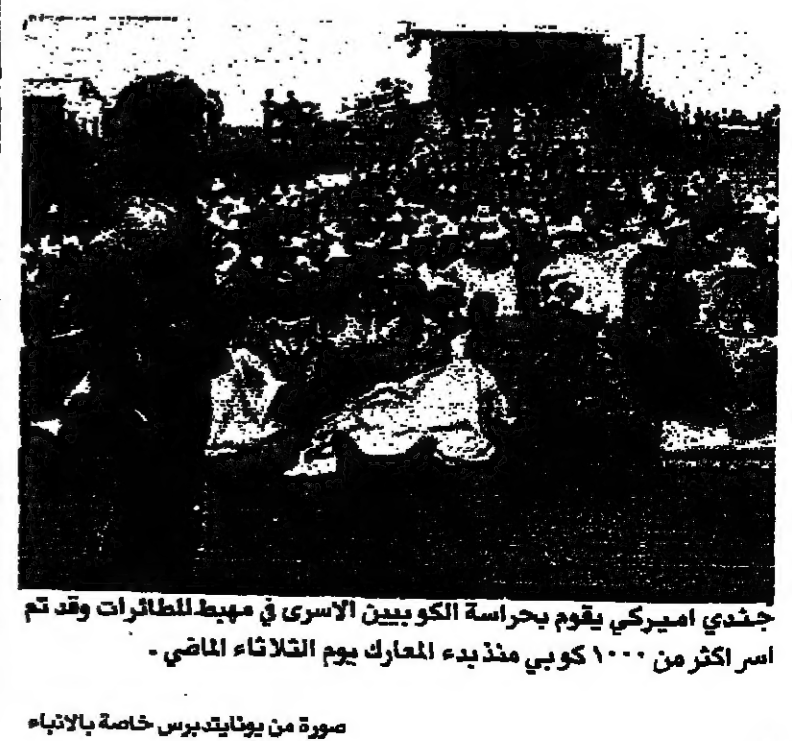 جندي اميركي يقوم بحراسة الكوبيين الاسرى في مهبط للطائرات وقد تم
اسر اكثر من ١٠٠٠ كوبي منذ بدء المعارك يوم الثلاثاء الماضي .
صورة من يونايتدبرس خاصة بالانباء